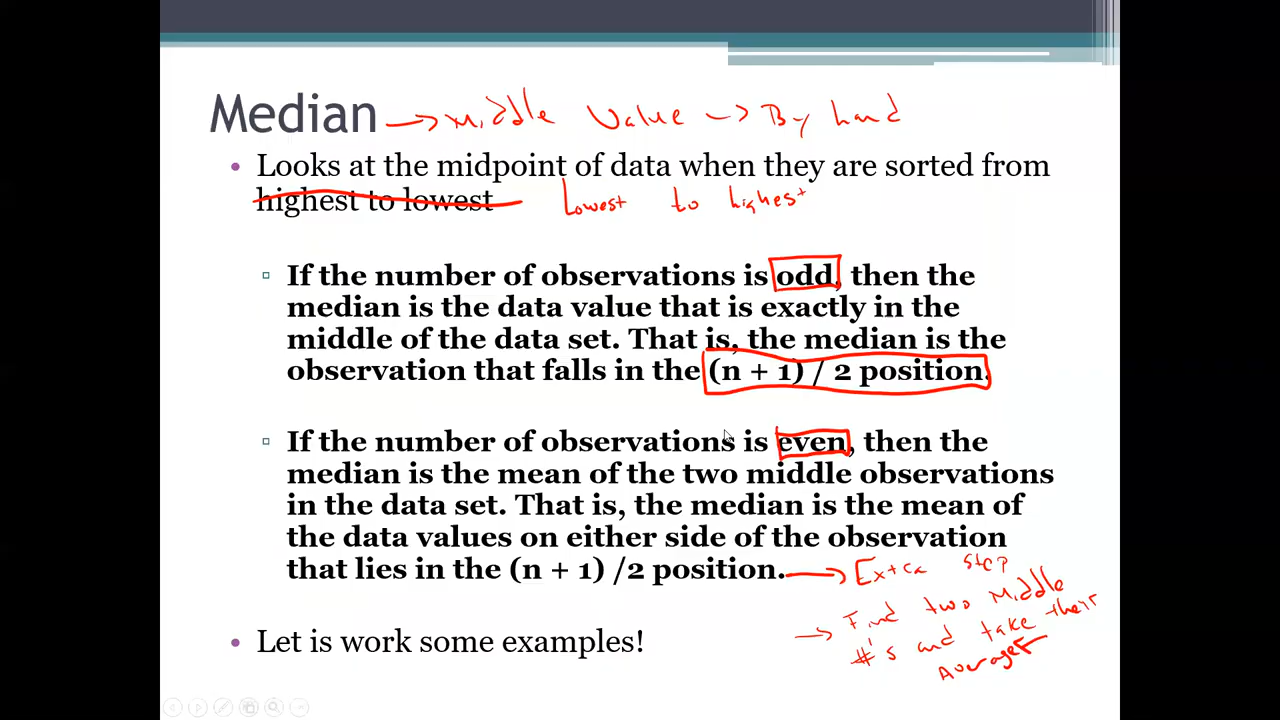 Median → Middle Value → By hand
• Looks at the midpoint of data when they are sorted from
highest to lowest Lowest to highest
▫ If the number of observations is odd, then the
median is the data value that is exactly in the
middle of the data set. That is, the median is the
observation that falls in the (n + 1) / 2 position.
▫ If the number of observations is even, then the
median is the mean of the two middle observations
in the data set. That is, the median is the mean of
the data values on either side of the observation
that lies in the (n + 1) /2 position. → Extra step
→ Find two Middle
#'s and take their
Average
• Let is work some examples!